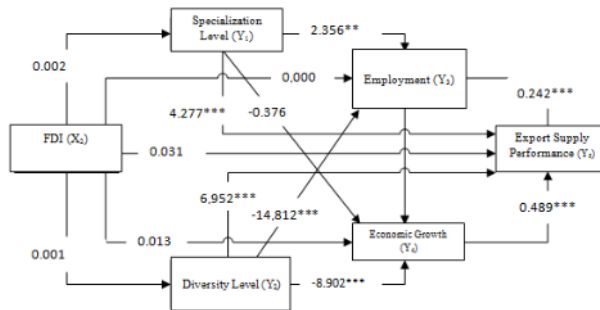 Specialization
Level (Y₁)
2.356**
0.002
0,000
Employment (Y₃)
0.242***
4.277***
-0.376
FDI (X₂)
0.031
Export Supply
Performance (Y₅)
6,952***
-14,812***
0.489***
0.013
Economic Growth
(Y₄)
0.001
Diversity Level (Y₂)
-8.902***